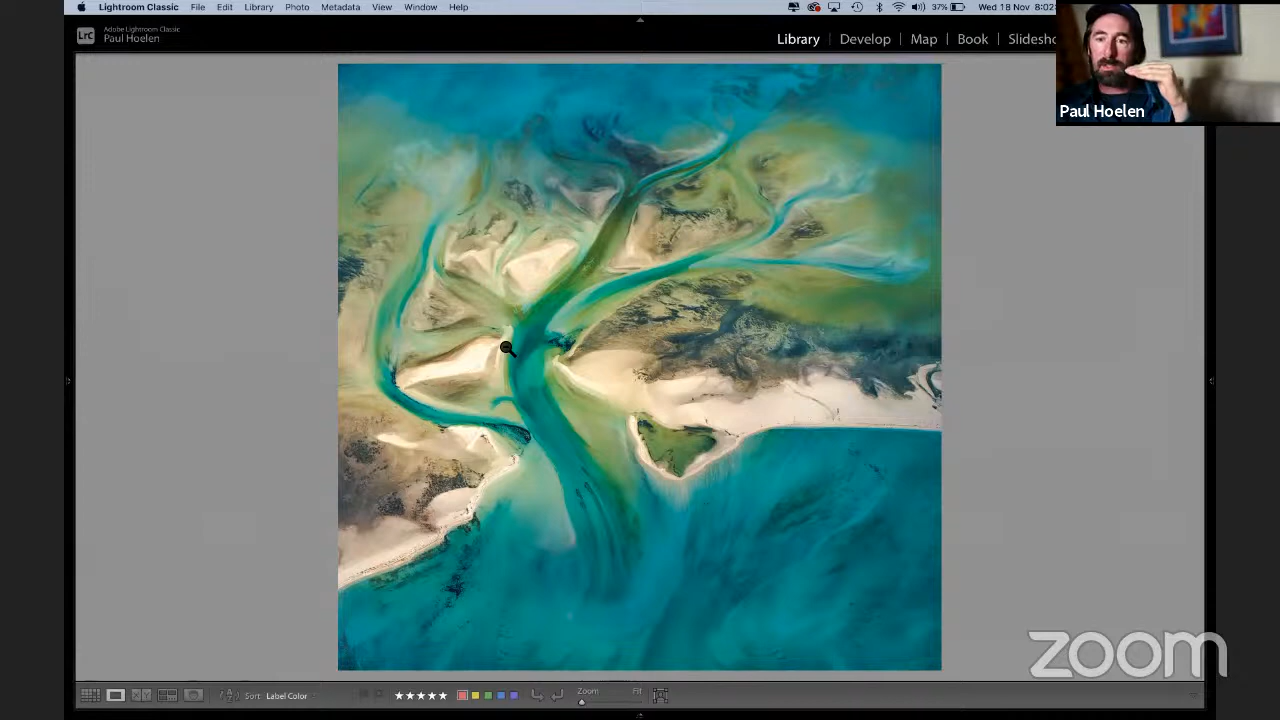 Lightroom Classic File Edit Library Photo Metadata View Window Help 37% Wed 18 Nov 8:02
LrC Adobe Lightroom Classic
Paul Hoelen
Library Develop Map Book Slidesho
Paul Hoelen
zoom
Sort: Label Color Zoom Fit